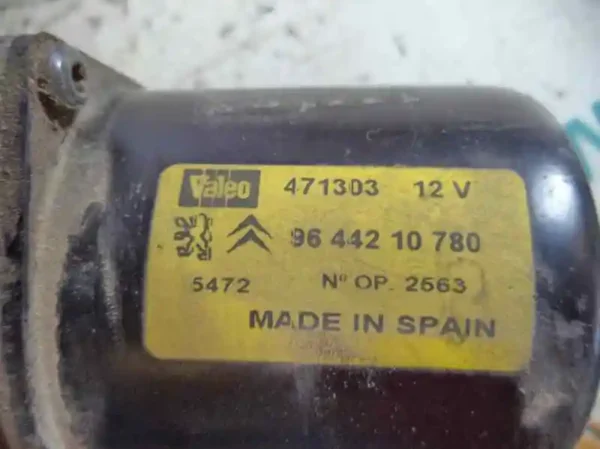 Valeo 471303 12 V
96 442 10 780
5472 Nº OP. 2563
MADE IN SPAIN